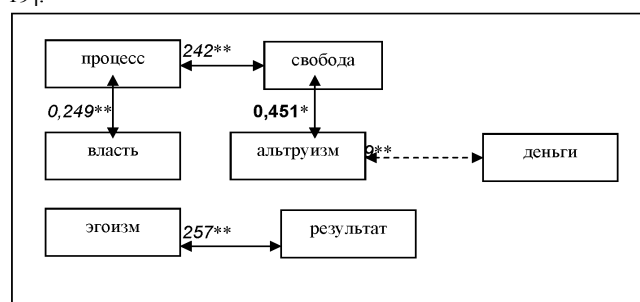 процесс 242** свобода
0,249** 0,451*
власть альтруизм 9** деньги
эгоизм 257** результат